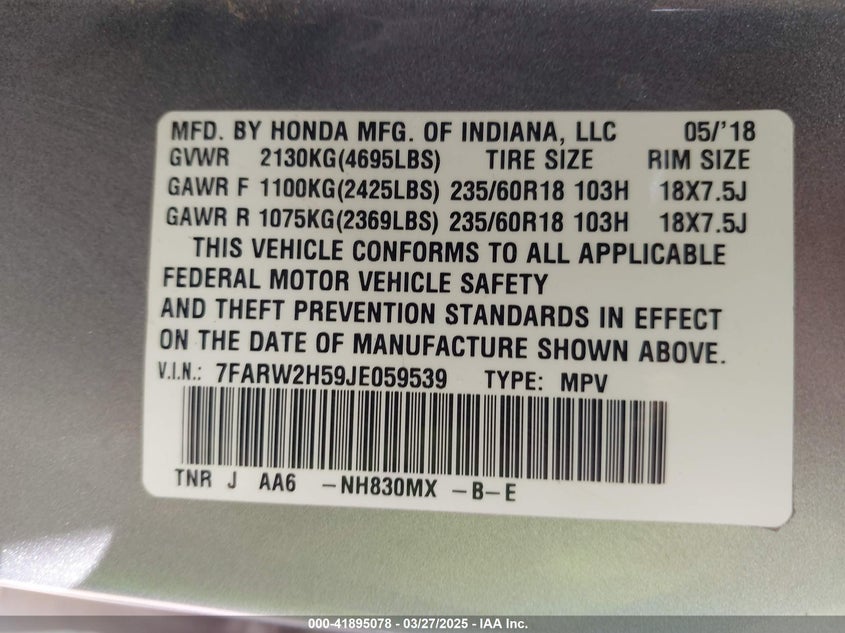 MFD. BY HONDA MFG. OF INDIANA, LLC 05/'18
GVWR 2130KG(4695LBS) TIRE SIZE RIM SIZE
GAWR F 1100KG(2425LBS) 235/60R18 103H 18X7.5J
GAWR R 1075KG(2369LBS) 235/60R18 103H 18X7.5J
THIS VEHICLE CONFORMS TO ALL APPLICABLE
FEDERAL MOTOR VEHICLE SAFETY
AND THEFT PREVENTION STANDARDS IN EFFECT
ON THE DATE OF MANUFACTURE SHOWN ABOVE.
V.I.N.: 7FARW2H59JE059539 TYPE: MPV
TNR J AA6 -NH830MX -B-E
000-41895078 - 03/27/2025 - IAA Inc.